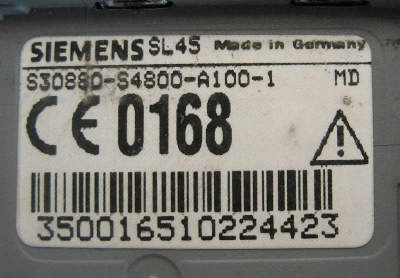 SIEMENS SL45 Made in Germany
S30880-S4800-A100-1 MD
CE 0168
350016510224423